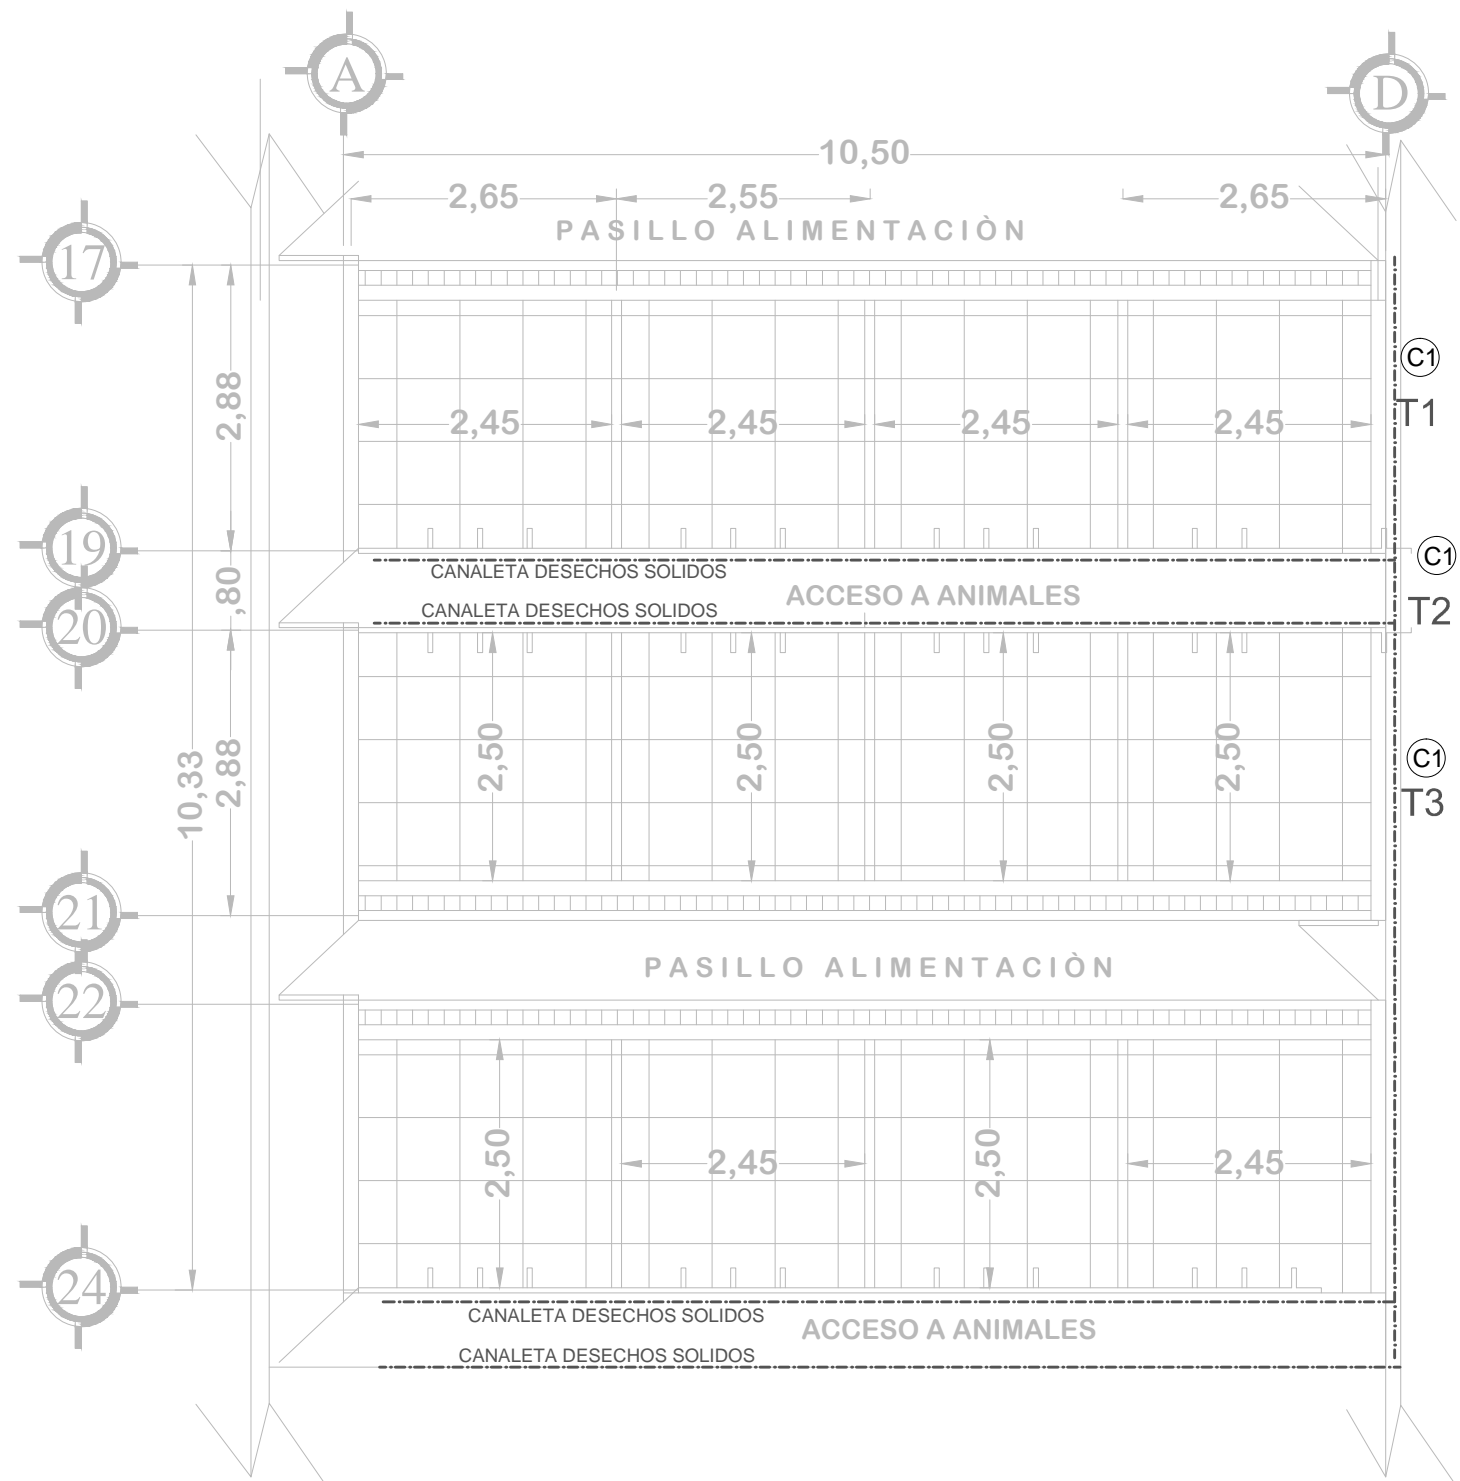 A
D
10,50
2,65
2,55
2,65
PASILLO ALIMENTACIÒN
17
C1
2,88
T1
2,45
2,45
2,45
2,45
19
C1
CANALETA DESECHOS SOLIDOS
,80
ACCESO A ANIMALES
CANALETA DESECHOS SOLIDOS
T2
20
2,50
2,50
2,50
2,50
C1
10,33
2,88
T3
21
PASILLO ALIMENTACIÒN
22
2,50
2,45
2,50
2,45
24
CANALETA DESECHOS SOLIDOS
ACCESO A ANIMALES
CANALETA DESECHOS SOLIDOS